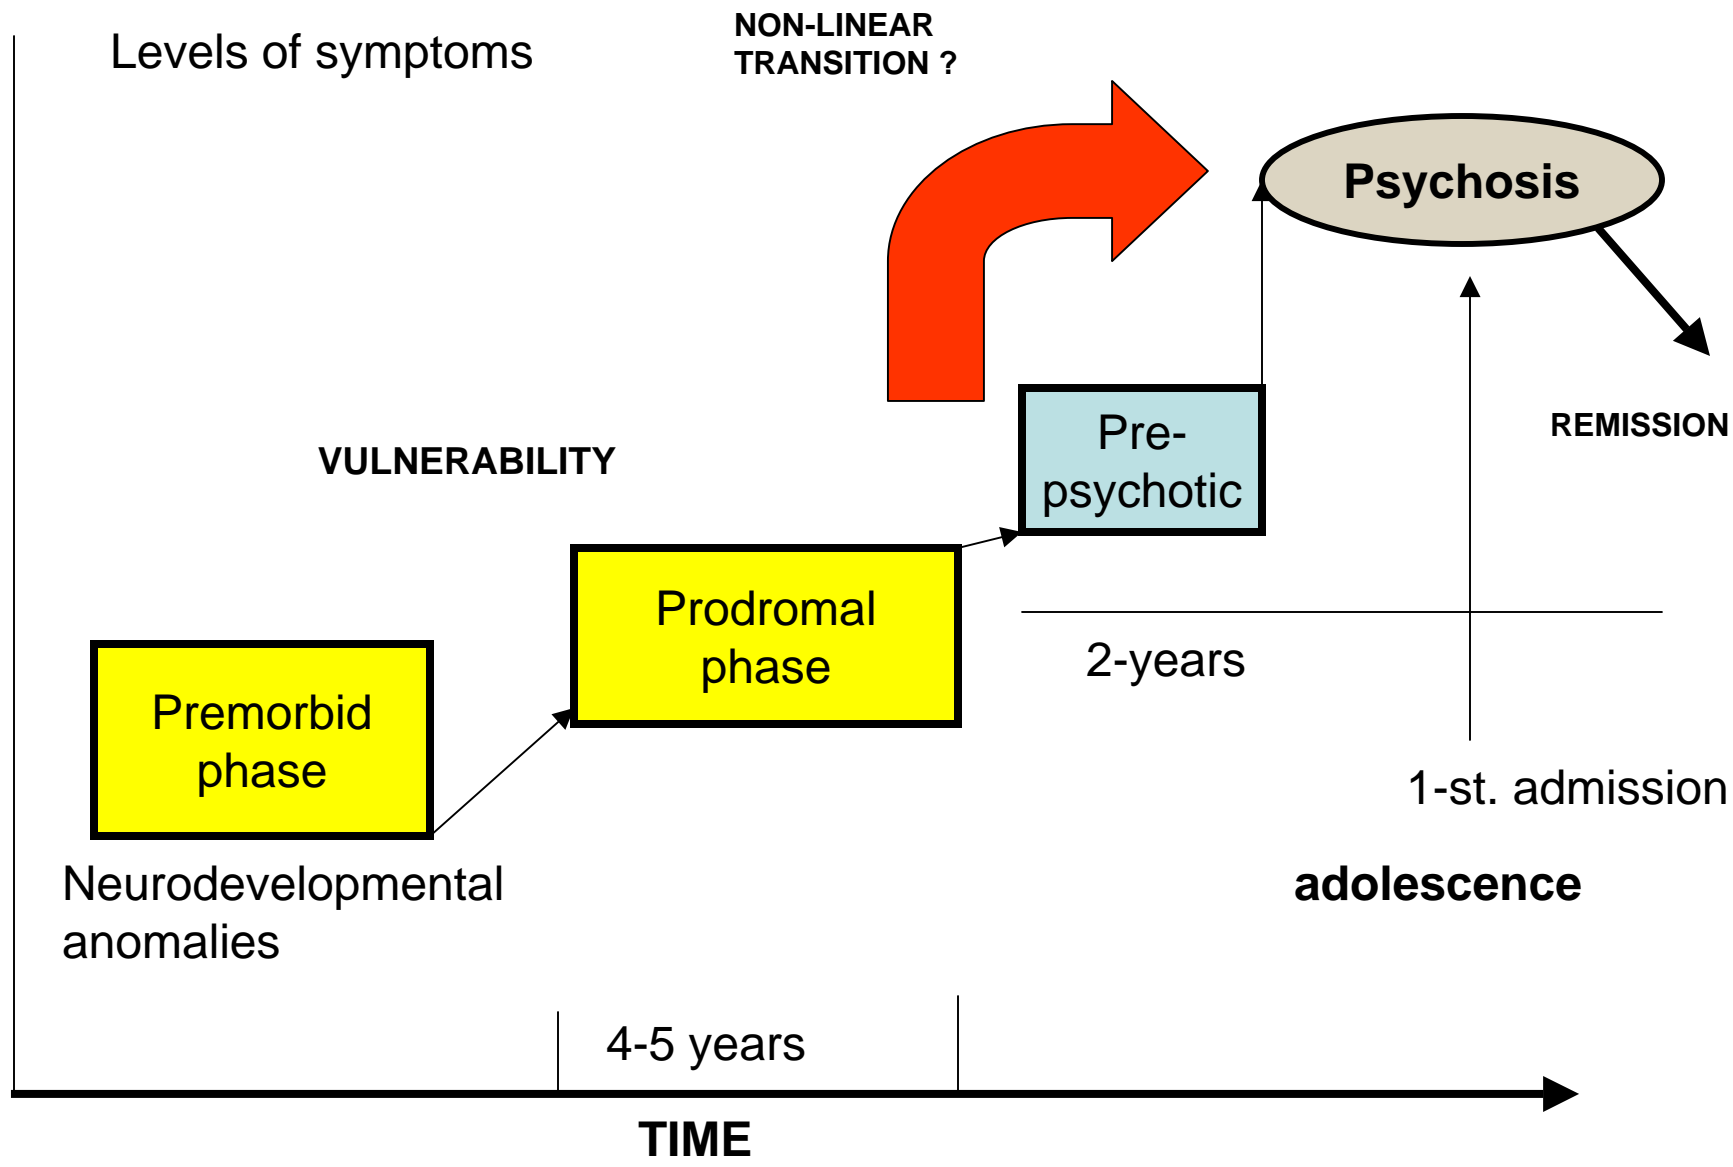 Levels of symptoms
NON-LINEAR
TRANSITION ?
Psychosis
REMISSION
Pre-
psychotic
VULNERABILITY
Prodromal
phase
2-years
Premorbid
phase
1-st. admission
Neurodevelopmental
anomalies
adolescence
4-5 years
TIME